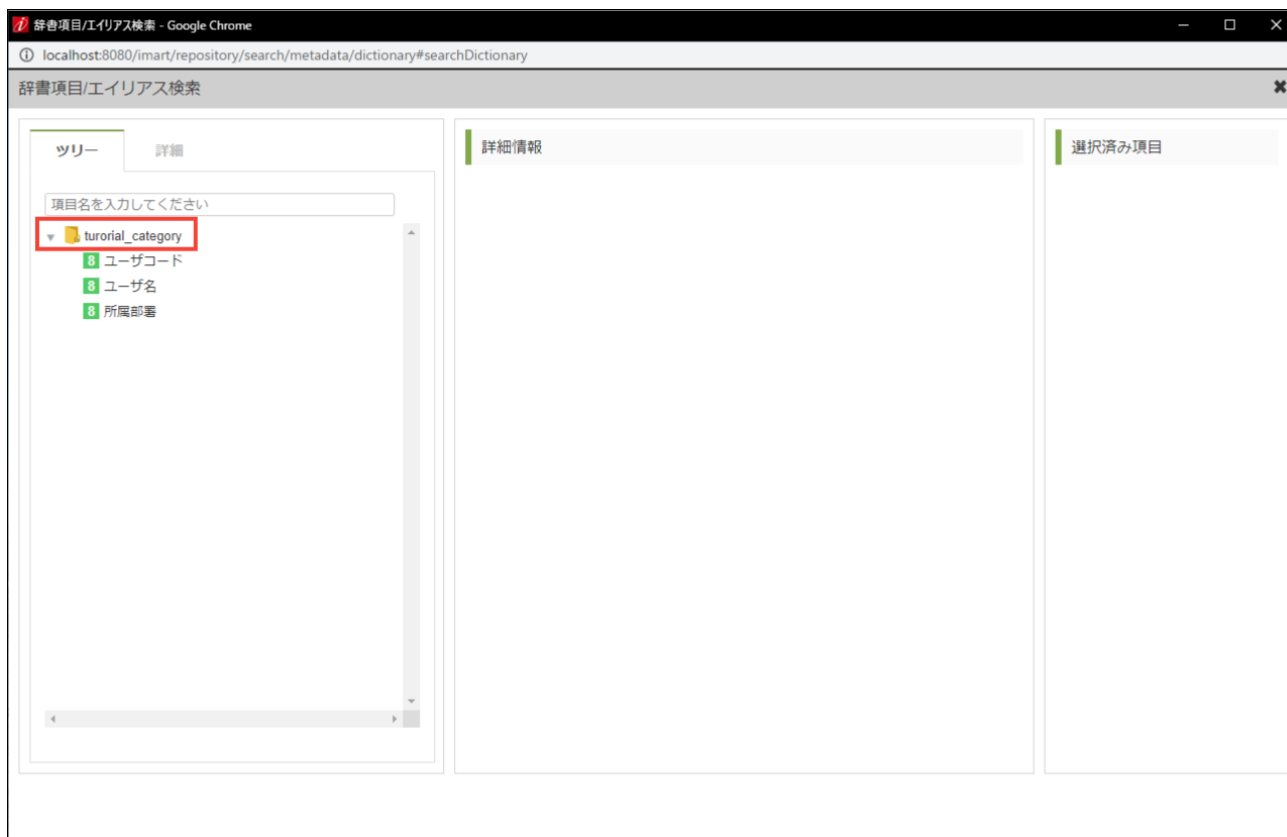 辞書項目/エイリアス検索 - Google Chrome
localhost:8080/imart/repository/search/metadata/dictionary#searchDictionary
辞書項目/エイリアス検索
ツリー 詳細
項目名を入力してください
turorial_category
8 ユーザコード
8 ユーザ名
8 所属部署
詳細情報
選択済み項目